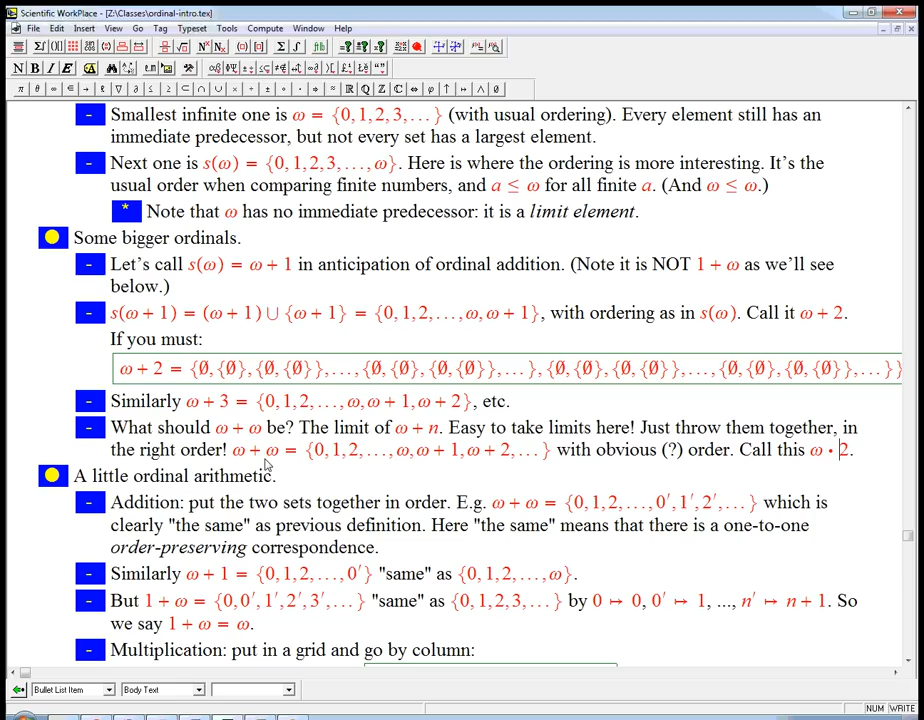 Scientific WorkPlace - [Z:\Classes\ordinal-intro.tex]
File Edit Insert View Go Tag Typeset Tools Compute Window Help
- Smallest infinite one is ω = {0,1,2,3,…} (with usual ordering). Every element still has an
immediate predecessor, but not every set has a largest element.
- Next one is s(ω) = {0,1,2,3,…,ω}. Here is where the ordering is more interesting. It's the
usual order when comparing finite numbers, and a ≤ ω for all finite a. (And ω ≤ ω.)
* Note that ω has no immediate predecessor: it is a limit element.
Some bigger ordinals.
- Let's call s(ω) = ω + 1 in anticipation of ordinal addition. (Note it is NOT 1 + ω as we'll see
below.)
- s(ω + 1) = (ω + 1) ∪ {ω + 1} = {0,1,2,…,ω,ω + 1}, with ordering as in s(ω). Call it ω + 2.
If you must:
ω + 2 = {Ø,{Ø},{Ø,{Ø}},…,{Ø,{Ø},{Ø,{Ø}},…},{Ø,{Ø},{Ø,{Ø}},…,{Ø,{Ø},{Ø,{Ø}},…}}
- Similarly ω + 3 = {0,1,2,…,ω,ω + 1,ω + 2}, etc.
- What should ω + ω be? The limit of ω + n. Easy to take limits here! Just throw them together, in
the right order! ω + ω = {0,1,2,…,ω,ω + 1,ω + 2,…} with obvious (?) order. Call this ω • 2.
A little ordinal arithmetic.
- Addition: put the two sets together in order. E.g. ω + ω = {0,1,2,…,0′,1′,2′,…} which is
clearly "the same" as previous definition. Here "the same" means that there is a one-to-one
order-preserving correspondence.
- Similarly ω + 1 = {0,1,2,…,0′} "same" as {0,1,2,…,ω}.
- But 1 + ω = {0,0′,1′,2′,3′,…} "same" as {0,1,2,3,…} by 0 ↦ 0, 0′ ↦ 1, ..., n′ ↦ n + 1. So
we say 1 + ω = ω.
- Multiplication: put in a grid and go by column:
Bullet List Item Body Text
NUM WRITE